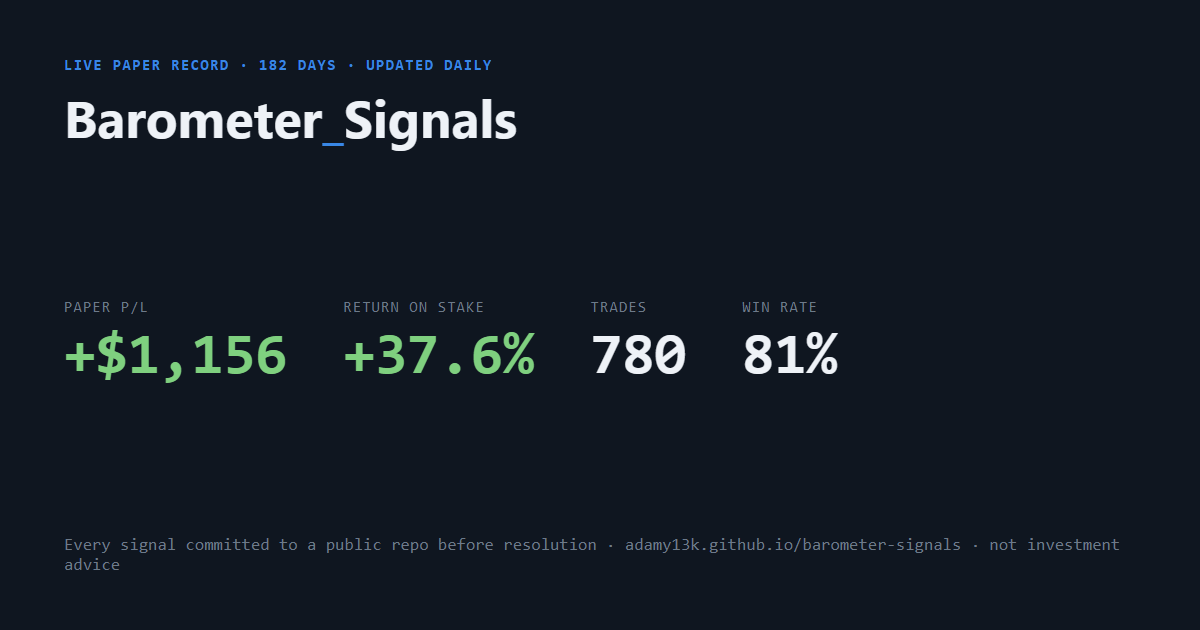 LIVE PAPER RECORD · 182 DAYS · UPDATED DAILY
Barometer_Signals
PAPER P/L
+$1,156
RETURN ON STAKE
+37.6%
TRADES
780
WIN RATE
81%
Every signal committed to a public repo before resolution · adamy13k.github.io/barometer-signals · not investment
advice